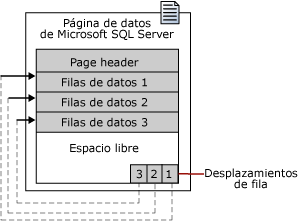 Página de datos
de Microsoft SQL Server
Page header
Filas de datos 1
Filas de datos 2
Filas de datos 3
Espacio libre
3 2 1
Desplazamientos
de fila